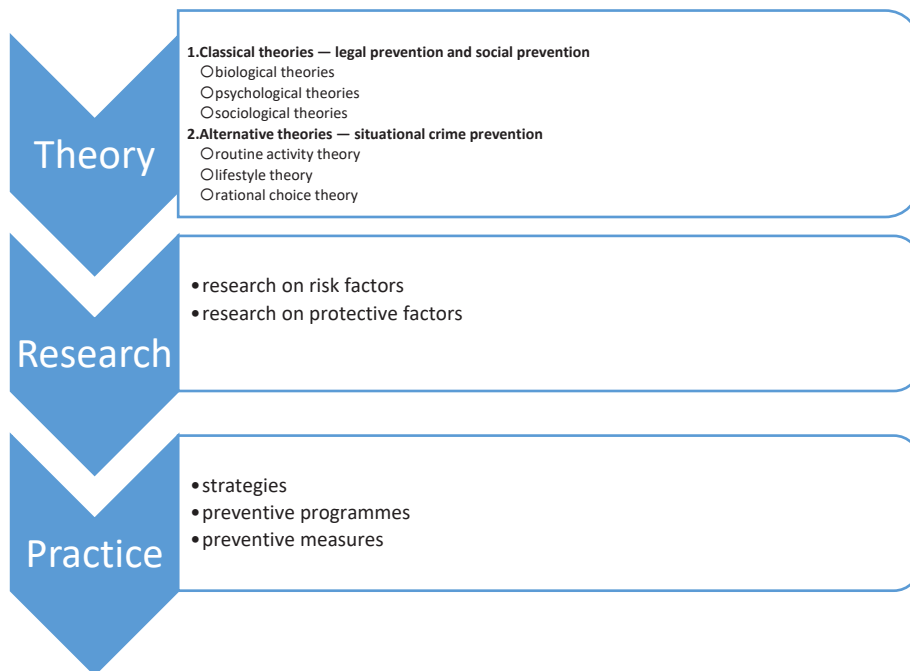 Theory
1.Classical theories — legal prevention and social prevention
○biological theories
○psychological theories
○sociological theories
2.Alternative theories — situational crime prevention
○routine activity theory
○lifestyle theory
○rational choice theory
Research
•research on risk factors
•research on protective factors
Practice
•strategies
•preventive programmes
•preventive measures